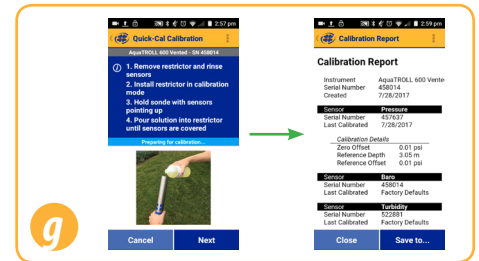 2:57 pm
Quick-Cal Calibration
AquaTROLL 600 Vented - SN 458014
1. Remove restrictor and rinse
sensors
2. Install restrictor in calibration
mode
3. Hold sonde with sensors
pointing up
4. Pour solution into restrictor
until sensors are covered
Preparing for calibration...
Cancel Next
2:59 pm
Calibration Report
Calibration Report
Instrument AquaTROLL 600 Vente
Serial Number 458014
Created 7/28/2017
Sensor Pressure
Serial Number 457637
Last Calibrated 7/28/2017
Calibration Details
Zero Offset 0.01 psi
Reference Depth 3.05 m
Reference Offset 0.01 psi
Sensor Baro
Serial Number 458014
Last Calibrated Factory Defaults
Sensor Turbidity
Serial Number 522881
Last Calibrated Factory Defaults
Close Save to...
g